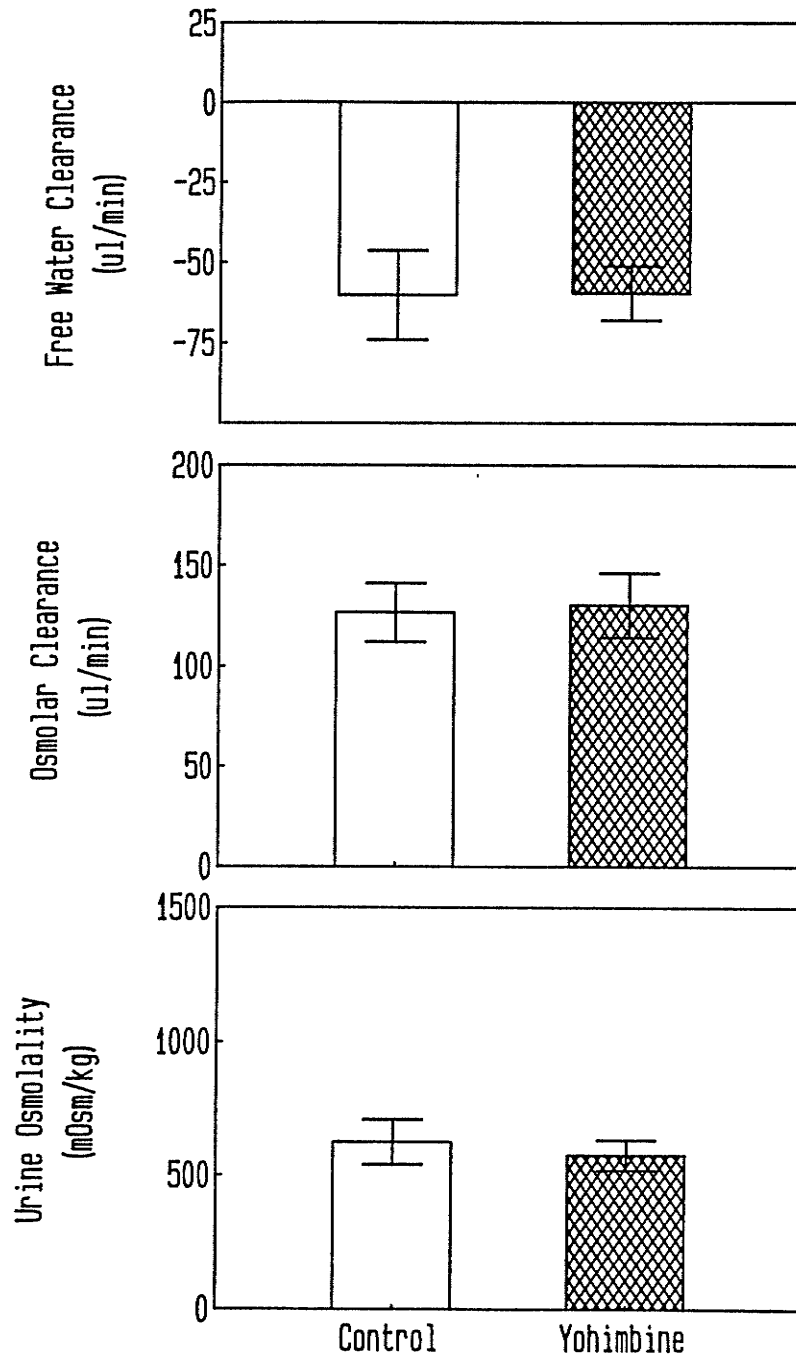 Free Water Clearance
(ul/min)
25
0
-25
-50
-75
Osmolar Clearance
(ul/min)
200
150
100
50
0
Urine Osmolality
(mOsm/kg)
1500
1000
500
0
Control Yohimbine